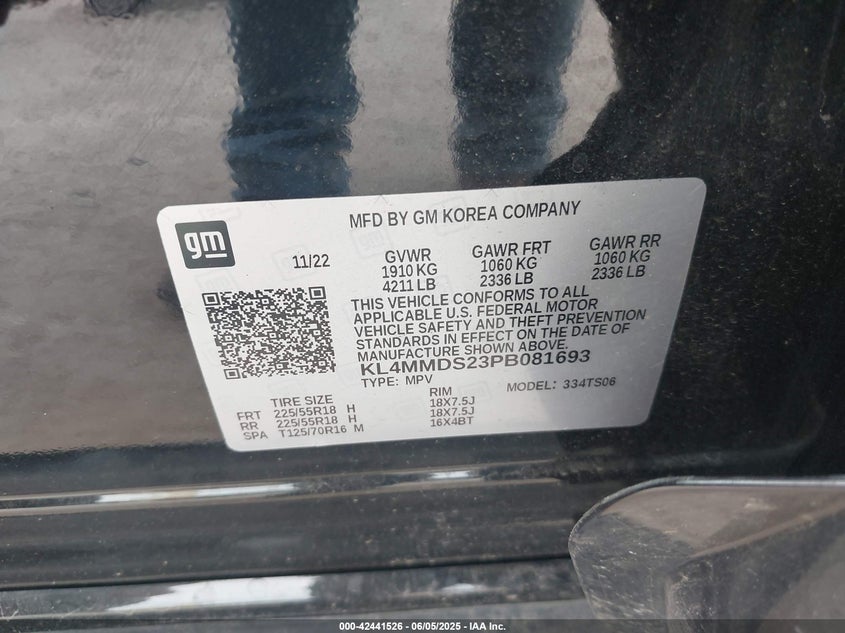 MFD BY GM KOREA COMPANY
gm
11/22
GVWR
1910 KG
4211 LB
GAWR FRT
1060 KG
2336 LB
GAWR RR
1060 KG
2336 LB
THIS VEHICLE CONFORMS TO ALL
APPLICABLE U.S. FEDERAL MOTOR
VEHICLE SAFETY AND THEFT PREVENTION
STANDARDS IN EFFECT ON THE DATE OF
MANUFACTURE SHOWN ABOVE.
KL4MMDS23PB081693
TYPE: MPV
MODEL: 334TS06
TIRE SIZE RIM
FRT 225/55R18 H 18X7.5J
RR 225/55R18 H 18X7.5J
SPA T125/70R16 M 16X4BT
000-42441526 - 06/05/2025 - IAA Inc.